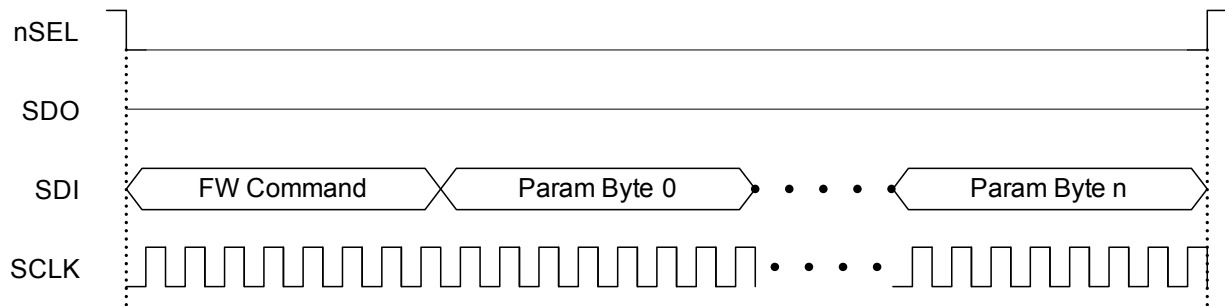 nSEL
SDO
SDI FW Command Param Byte 0 Param Byte n
SCLK